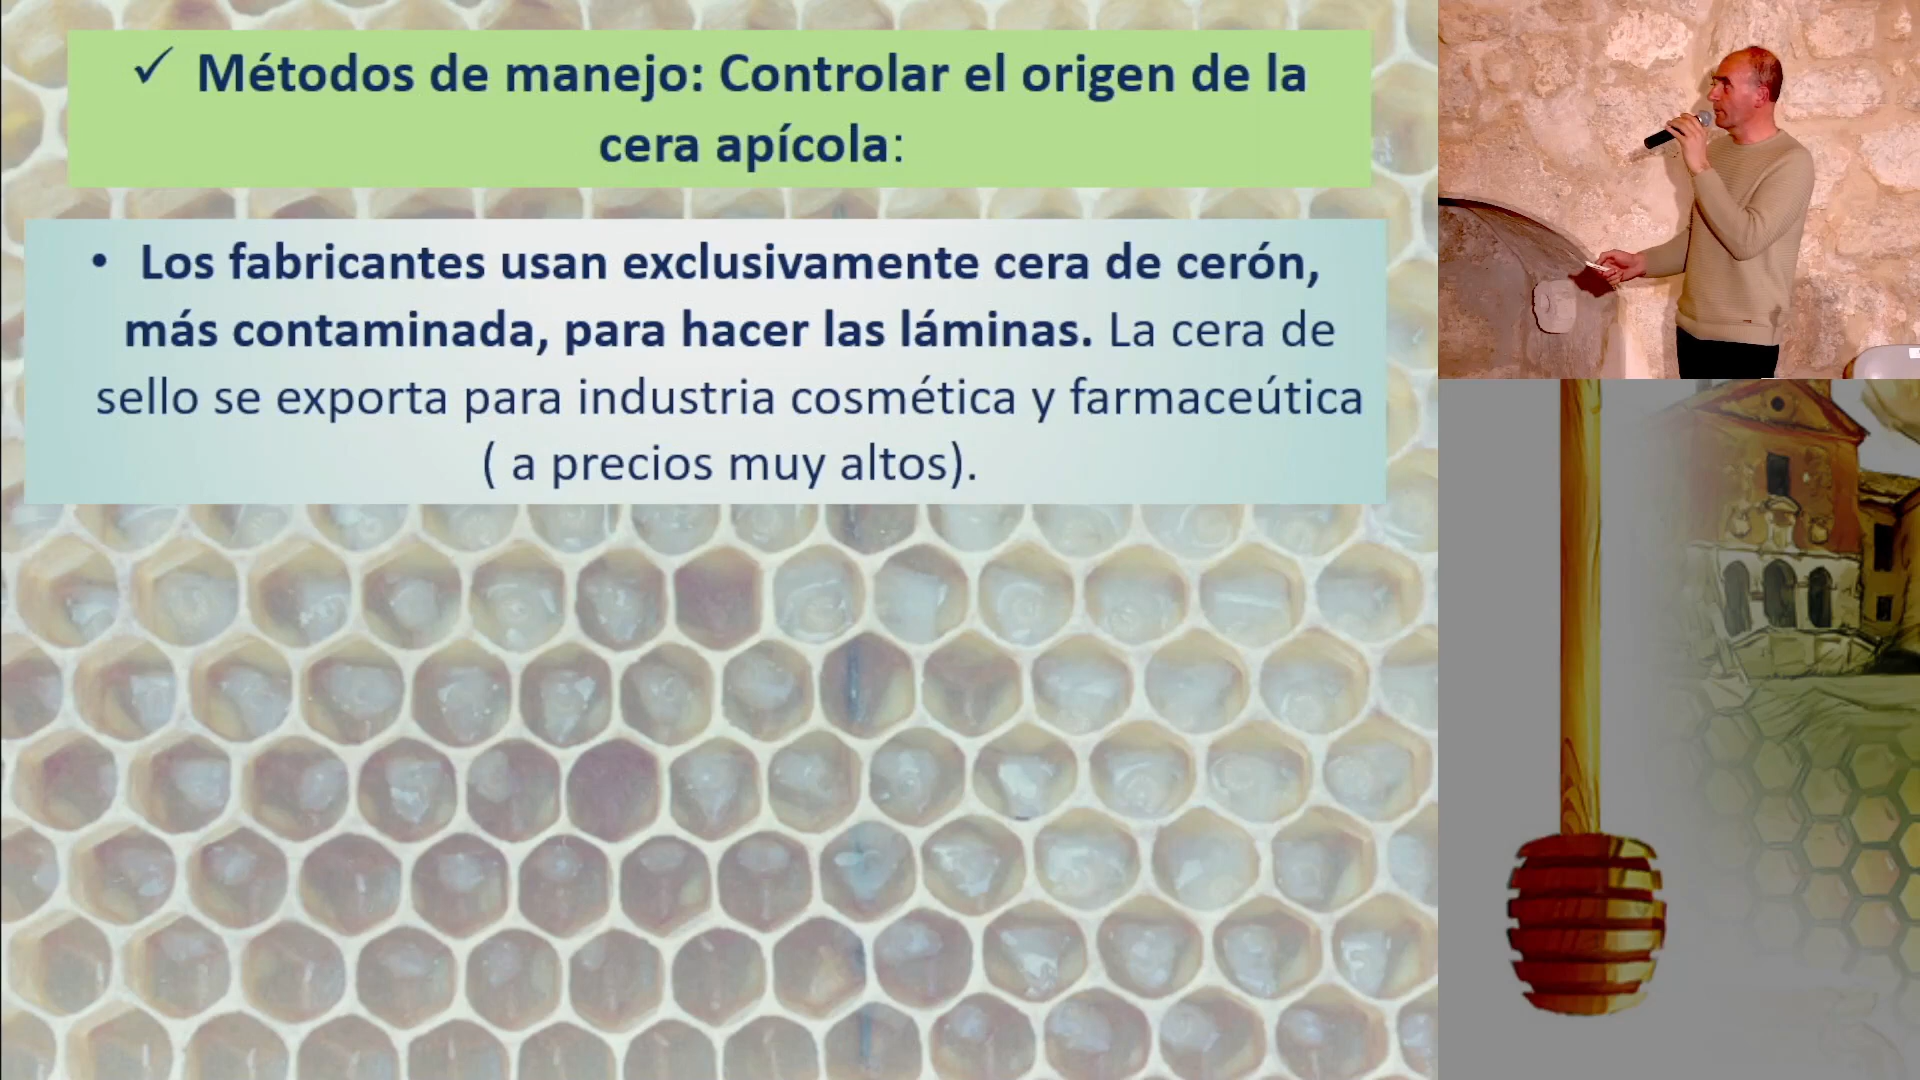 ✓ Métodos de manejo: Controlar el origen de la
cera apícola:
• Los fabricantes usan exclusivamente cera de cerón,
más contaminada, para hacer las láminas. La cera de
sello se exporta para industria cosmética y farmaceútica
( a precios muy altos).